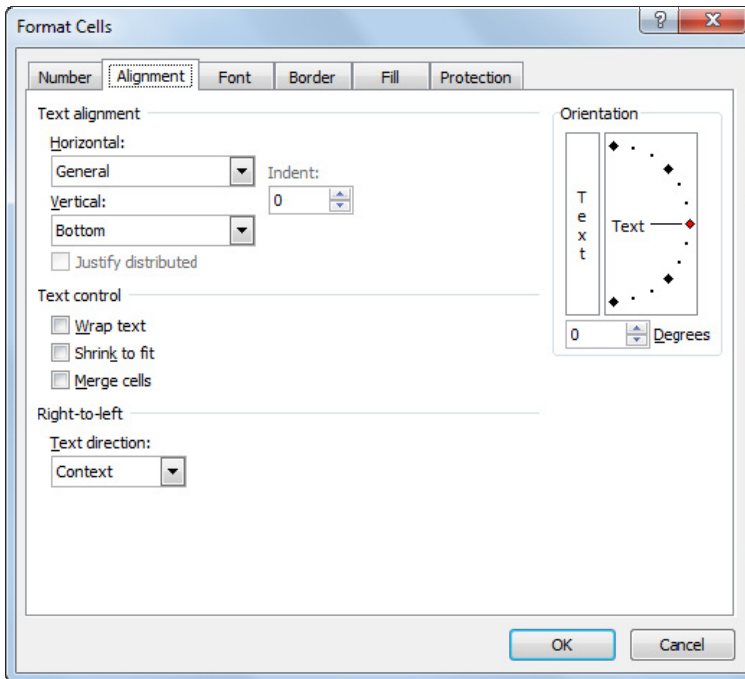 Format Cells
Number Alignment Font Border Fill Protection
Text alignment
Horizontal:
General
Indent:
0
Vertical:
Bottom
Justify distributed
Text control
Wrap text
Shrink to fit
Merge cells
Right-to-left
Text direction:
Context
Orientation
Text
Text
0 Degrees
OK Cancel